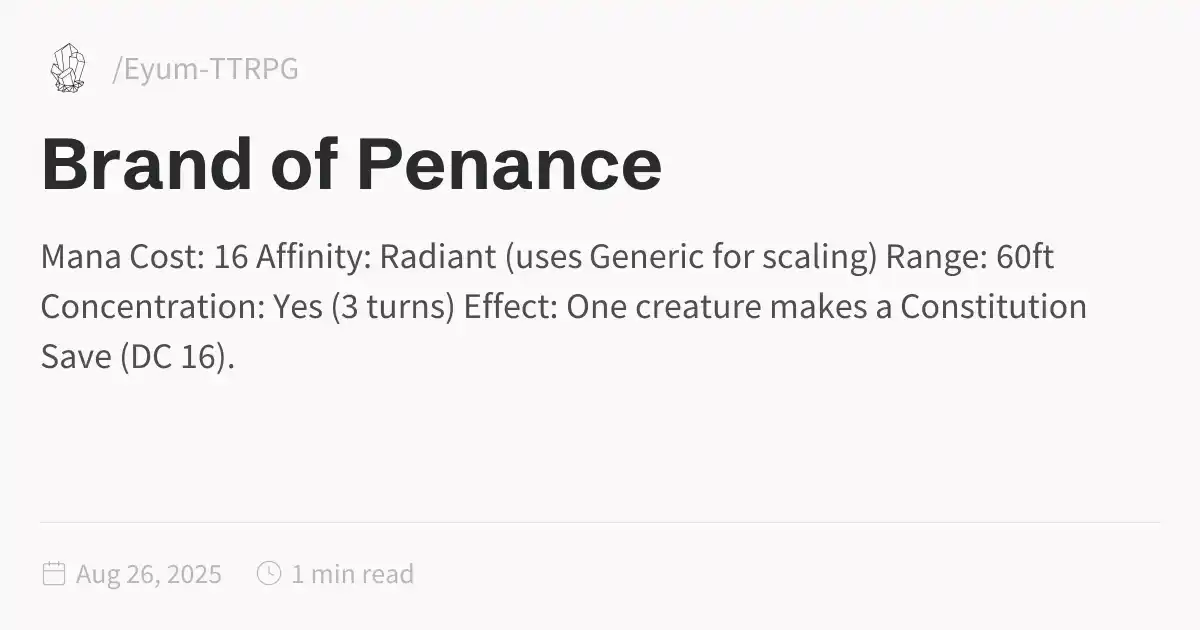 /Eyum-TTRPG
Brand of Penance
Mana Cost: 16 Affinity: Radiant (uses Generic for scaling) Range: 60ft
Concentration: Yes (3 turns) Effect: One creature makes a Constitution
Save (DC 16).
Aug 26, 2025 1 min read